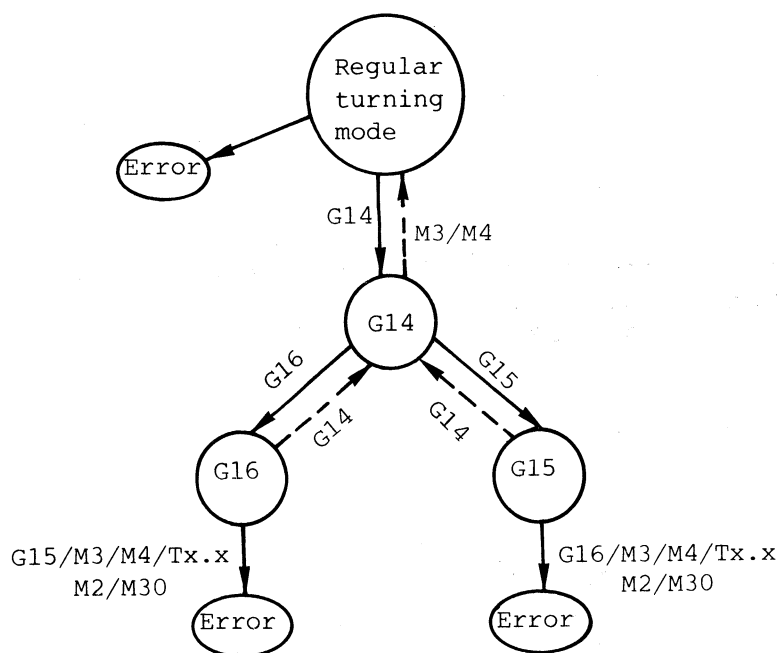 Regular
turning
mode
Error
G14
M3/M4
G14
G16
G15
G14
G14
G16
G15
G15/M3/M4/Tx.x
M2/M30
G16/M3/M4/Tx.x
M2/M30
Error
Error